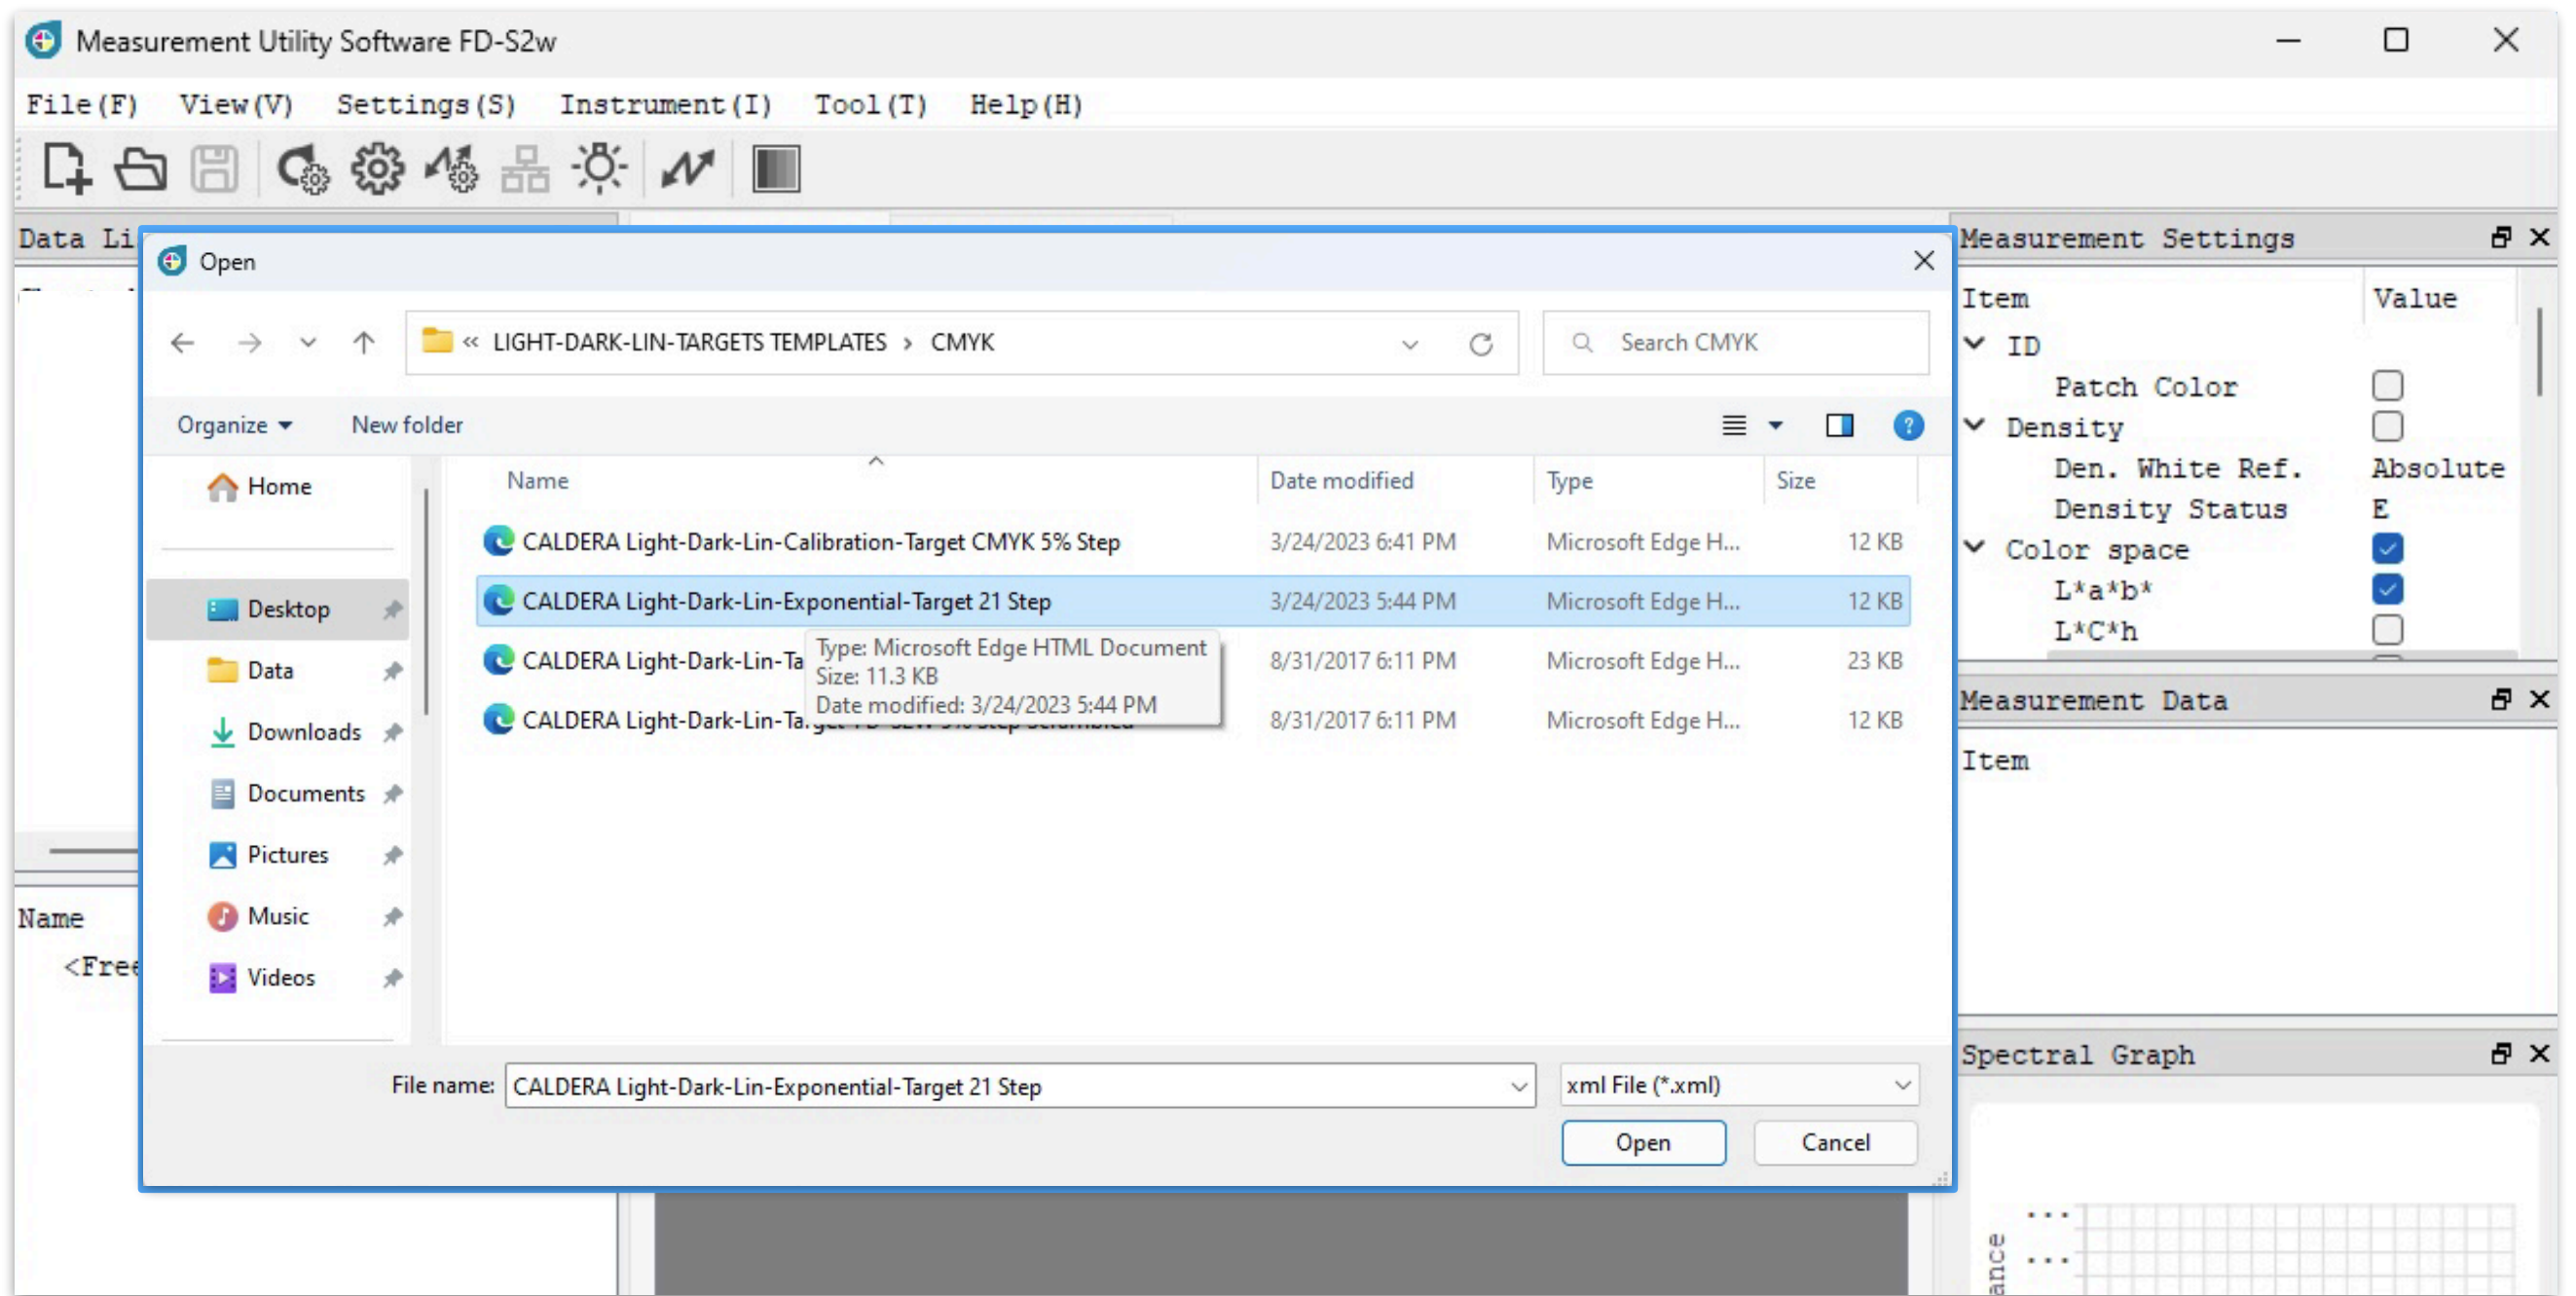 Measurement Utility Software FD-S2w
File(F) View(V) Settings(S) Instrument(I) Tool(T) Help(H)
Data Li
Open
« LIGHT-DARK-LIN-TARGETS TEMPLATES > CMYK
Search CMYK
Organize New folder
Home
Desktop
Data
Downloads
Documents
Pictures
Music
Videos
Name Date modified Type Size
CALDERA Light-Dark-Lin-Calibration-Target CMYK 5% Step 3/24/2023 6:41 PM Microsoft Edge H... 12 KB
CALDERA Light-Dark-Lin-Exponential-Target 21 Step 3/24/2023 5:44 PM Microsoft Edge H... 12 KB
CALDERA Light-Dark-Lin-Ta 8/31/2017 6:11 PM Microsoft Edge H... 23 KB
CALDERA Light-Dark-Lin-Target 8/31/2017 6:11 PM Microsoft Edge H... 12 KB
Type: Microsoft Edge HTML Document
Size: 11.3 KB
Date modified: 3/24/2023 5:44 PM
File name: CALDERA Light-Dark-Lin-Exponential-Target 21 Step
xml File (*.xml)
Open Cancel
Name
<Free
Measurement Settings
Item Value
ID
Patch Color
Density
Den. White Ref. Absolute
Density Status E
Color space
L*a*b*
L*C*h
Measurement Data
Item
Spectral Graph
...
...
ance